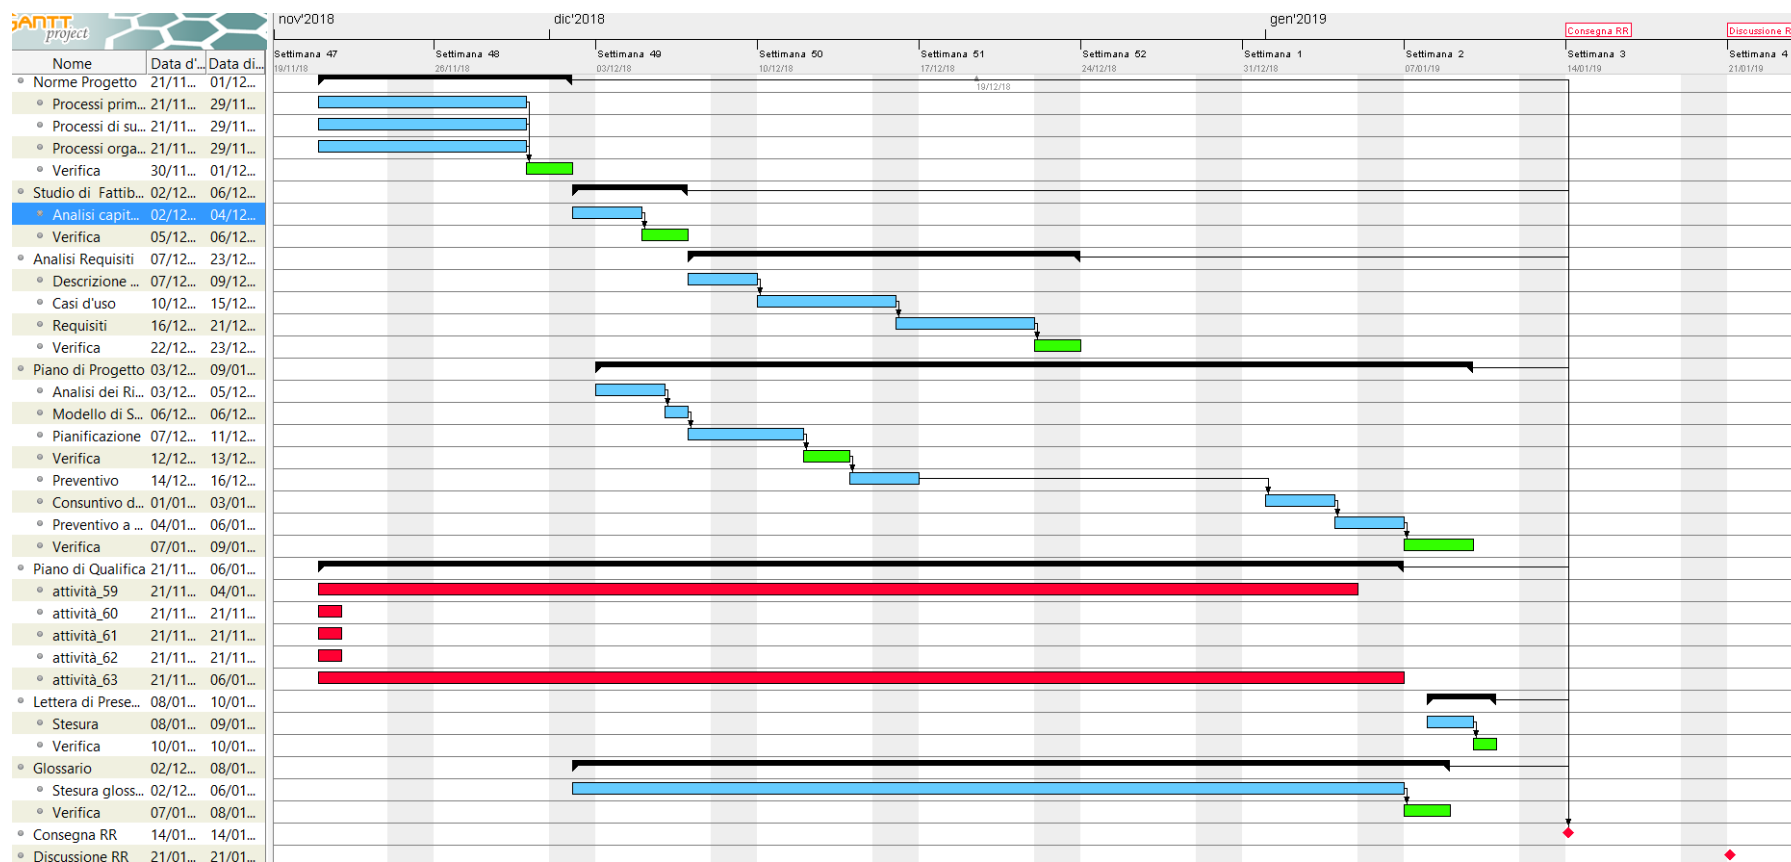 GANTT
project
nov'2018 dic'2018 gen'2019
Consegna RR Discussione R
Settimana 47 Settimana 48 Settimana 49 Settimana 50 Settimana 51 Settimana 52 Settimana 1 Settimana 2 Settimana 3 Settimana 4
Nome Data d'... Data di...
19/11/18 26/11/18 03/12/18 10/12/18 17/12/18 24/12/18 31/12/18 07/01/19 14/01/19 21/01/19
Norme Progetto 21/11... 01/12...
19/12/18
Processi prim... 21/11... 29/11...
Processi di su... 21/11... 29/11...
Processi orga... 21/11... 29/11...
Verifica 30/11... 01/12...
Studio di Fattib... 02/12... 06/12...
Analisi capit... 02/12... 04/12...
Verifica 05/12... 06/12...
Analisi Requisiti 07/12... 23/12...
Descrizione ... 07/12... 09/12...
Casi d'uso 10/12... 15/12...
Requisiti 16/12... 21/12...
Verifica 22/12... 23/12...
Piano di Progetto 03/12... 09/01...
Analisi dei Ri... 03/12... 05/12...
Modello di S... 06/12... 06/12...
Pianificazione 07/12... 11/12...
Verifica 12/12... 13/12...
Preventivo 14/12... 16/12...
Consuntivo d... 01/01... 03/01...
Preventivo a ... 04/01... 06/01...
Verifica 07/01... 09/01...
Piano di Qualifica 21/11... 06/01...
attività_59 21/11... 04/01...
attività_60 21/11... 21/11...
attività_61 21/11... 21/11...
attività_62 21/11... 21/11...
attività_63 21/11... 06/01...
Lettera di Prese... 08/01... 10/01...
Stesura 08/01... 09/01...
Verifica 10/01... 10/01...
Glossario 02/12... 08/01...
Stesura gloss... 02/12... 06/01...
Verifica 07/01... 08/01...
Consegna RR 14/01... 14/01...
Discussione RR 21/01... 21/01...